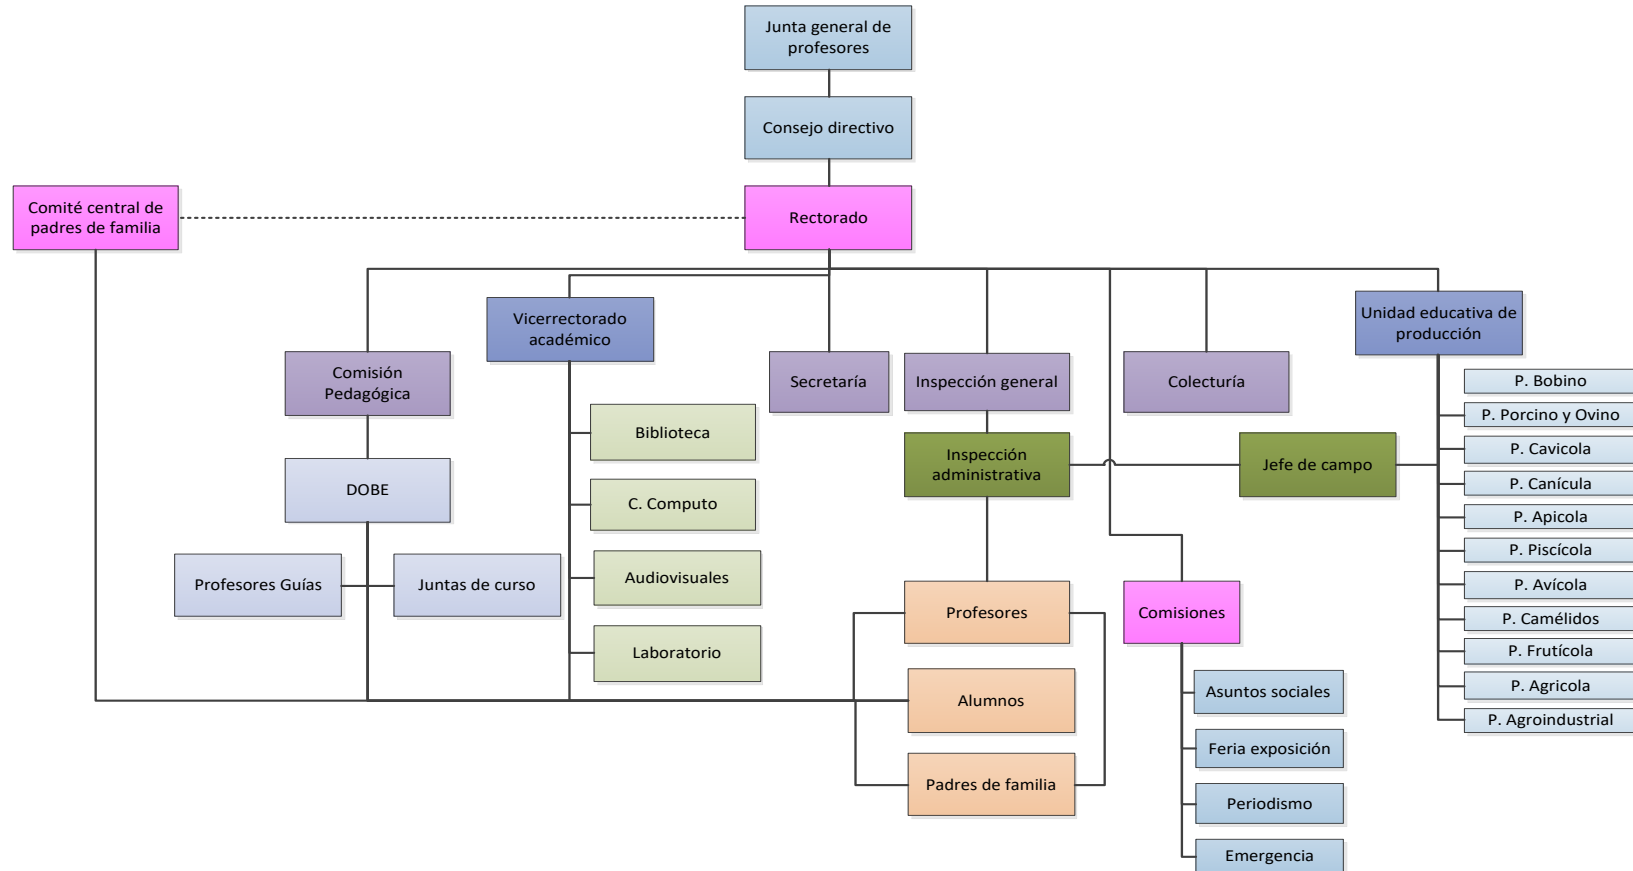 Junta general de
profesores
Consejo directivo
Comité central de
padres de familia
Rectorado
Vicerrectorado
académico
Unidad educativa de
producción
Comisión
Pedagógica
Secretaría
Inspección general
Colecturía
P. Bobino
P. Porcino y Ovino
Biblioteca
Inspección
administrativa
Jefe de campo
P. Cavicola
DOBE
P. Canícula
C. Computo
P. Apicola
P. Piscícola
Profesores Guías
Juntas de curso
Audiovisuales
P. Avícola
Profesores
Comisiones
P. Camélidos
Laboratorio
P. Frutícola
Alumnos
Asuntos sociales
P. Agricola
P. Agroindustrial
Feria exposición
Padres de familia
Periodismo
Emergencia